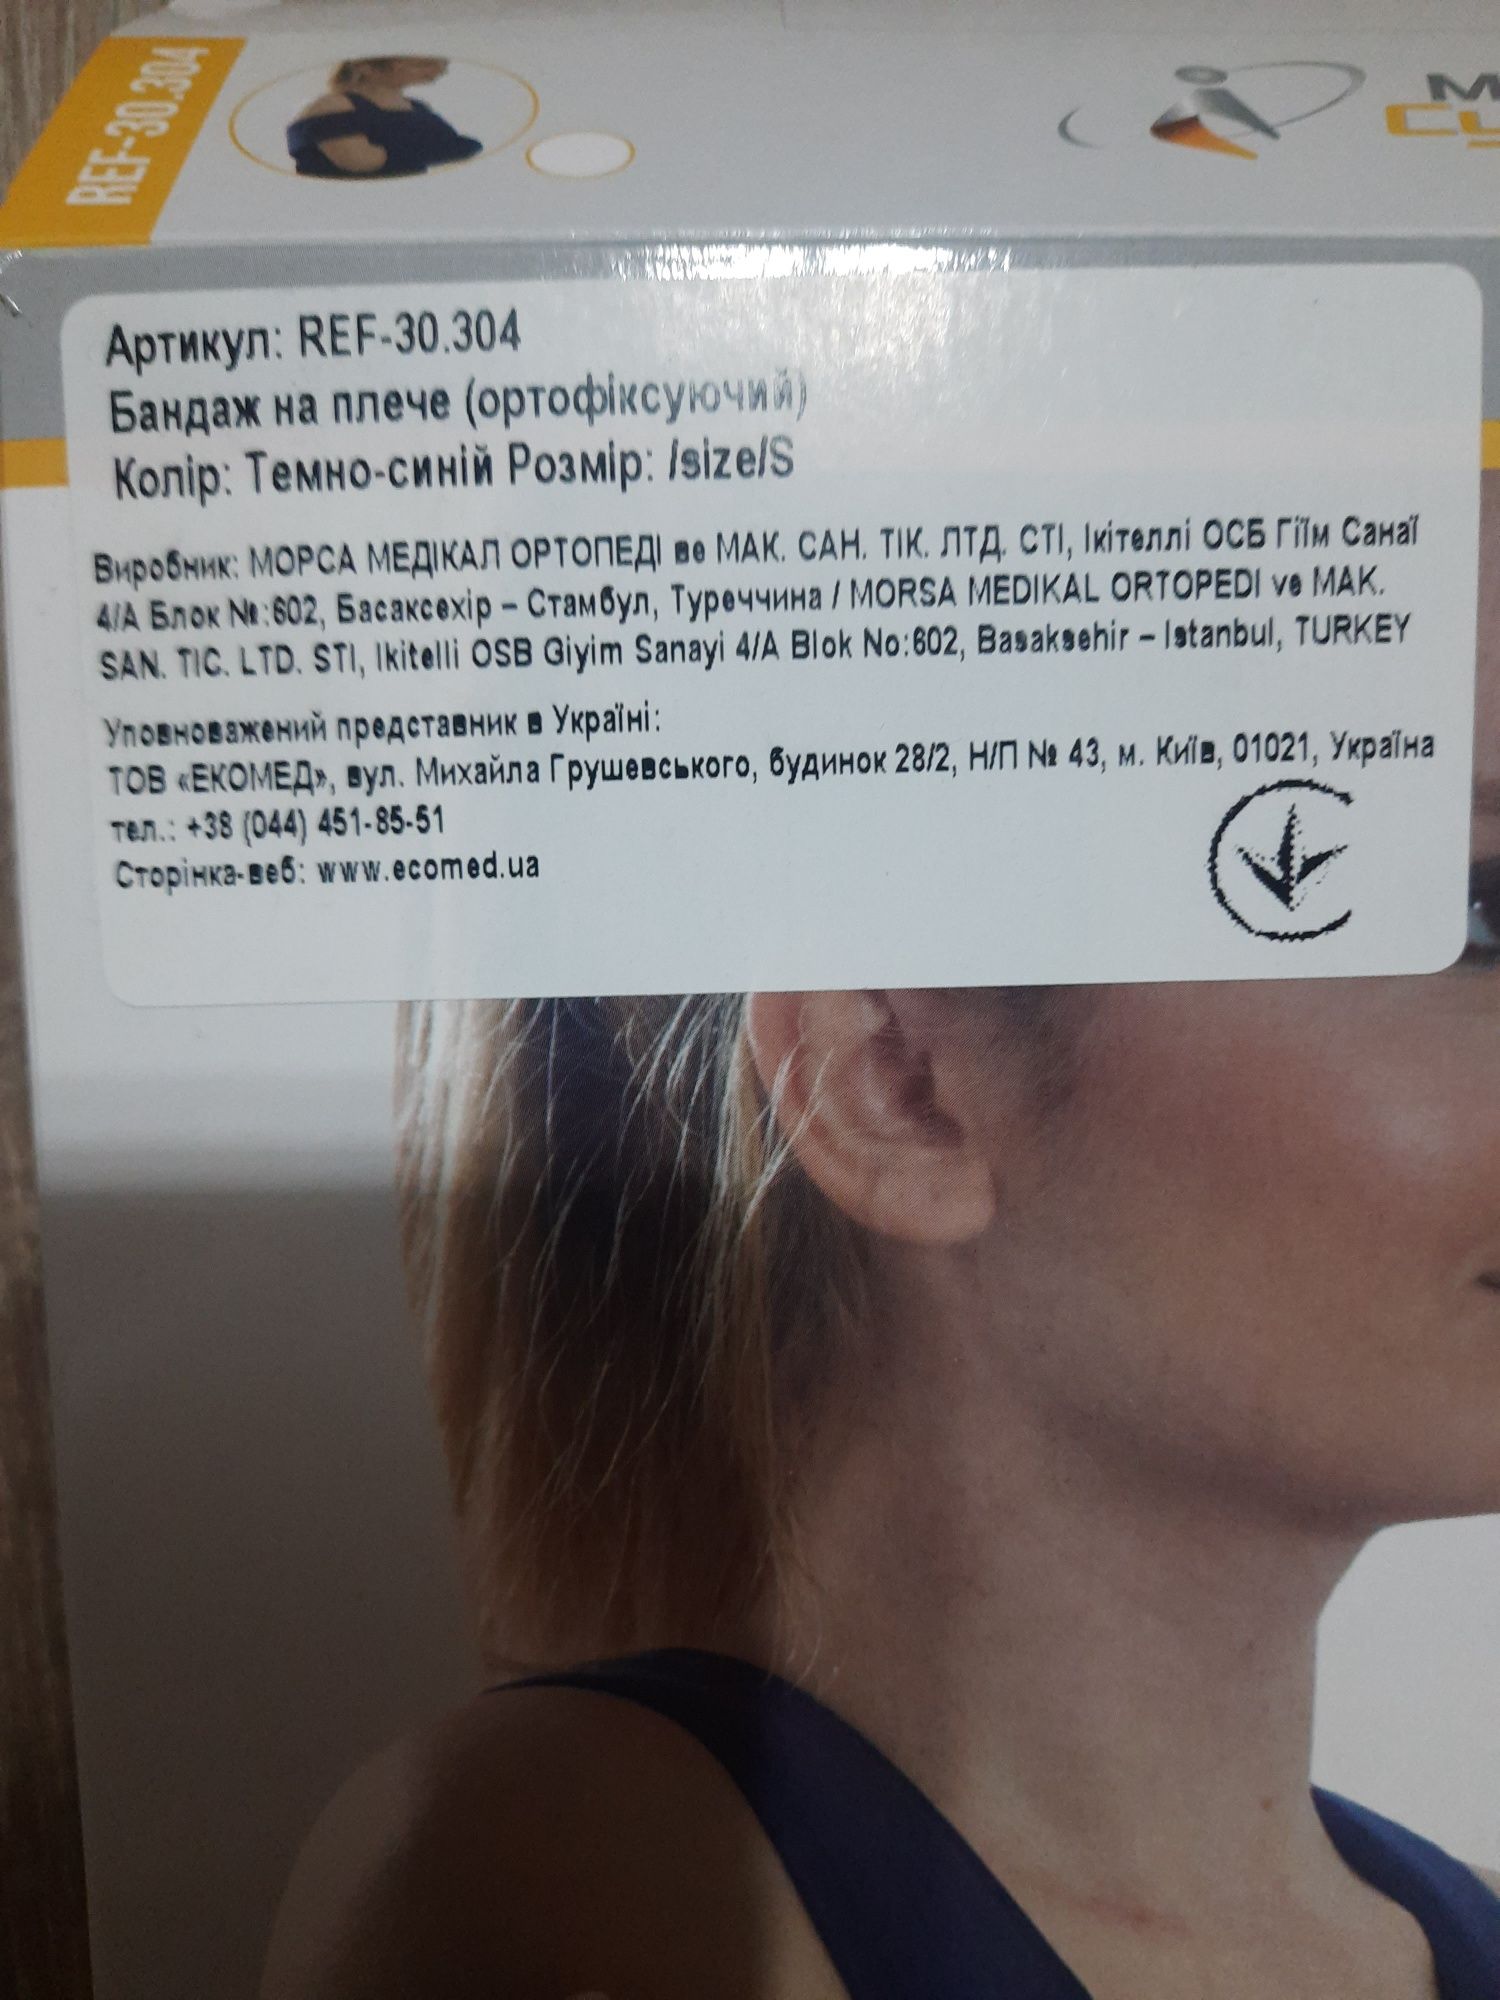 REF-30.304
Артикул: REF-30.304
Бандаж на плече (ортофіксуючий)
Колір: Темно-синій Розмір: /size/S
Виробник: МОРСА МЕДІКАЛ ОРТОПЕДІ ве МАК. САН. ТІК. ЛТД. СТІ, Ікітеллі ОСБ Гіїм Санаї
4/А Блок №:602, Басаксехір – Стамбул, Туреччина / MORSA MEDIKAL ORTOPEDI ve MAK.
SAN. TIC. LTD. STI, Ikitelli OSB Giyim Sanayi 4/A Blok No:602, Basaksehir – Istanbul, TURKEY
Уповноважений представник в Україні:
ТОВ «ЕКОМЕД», вул. Михайла Грушевського, будинок 28/2, Н/П № 43, м. Київ, 01021, Україна
тел.: +38 (044) 451-85-51
Сторінка-веб: www.ecomed.ua